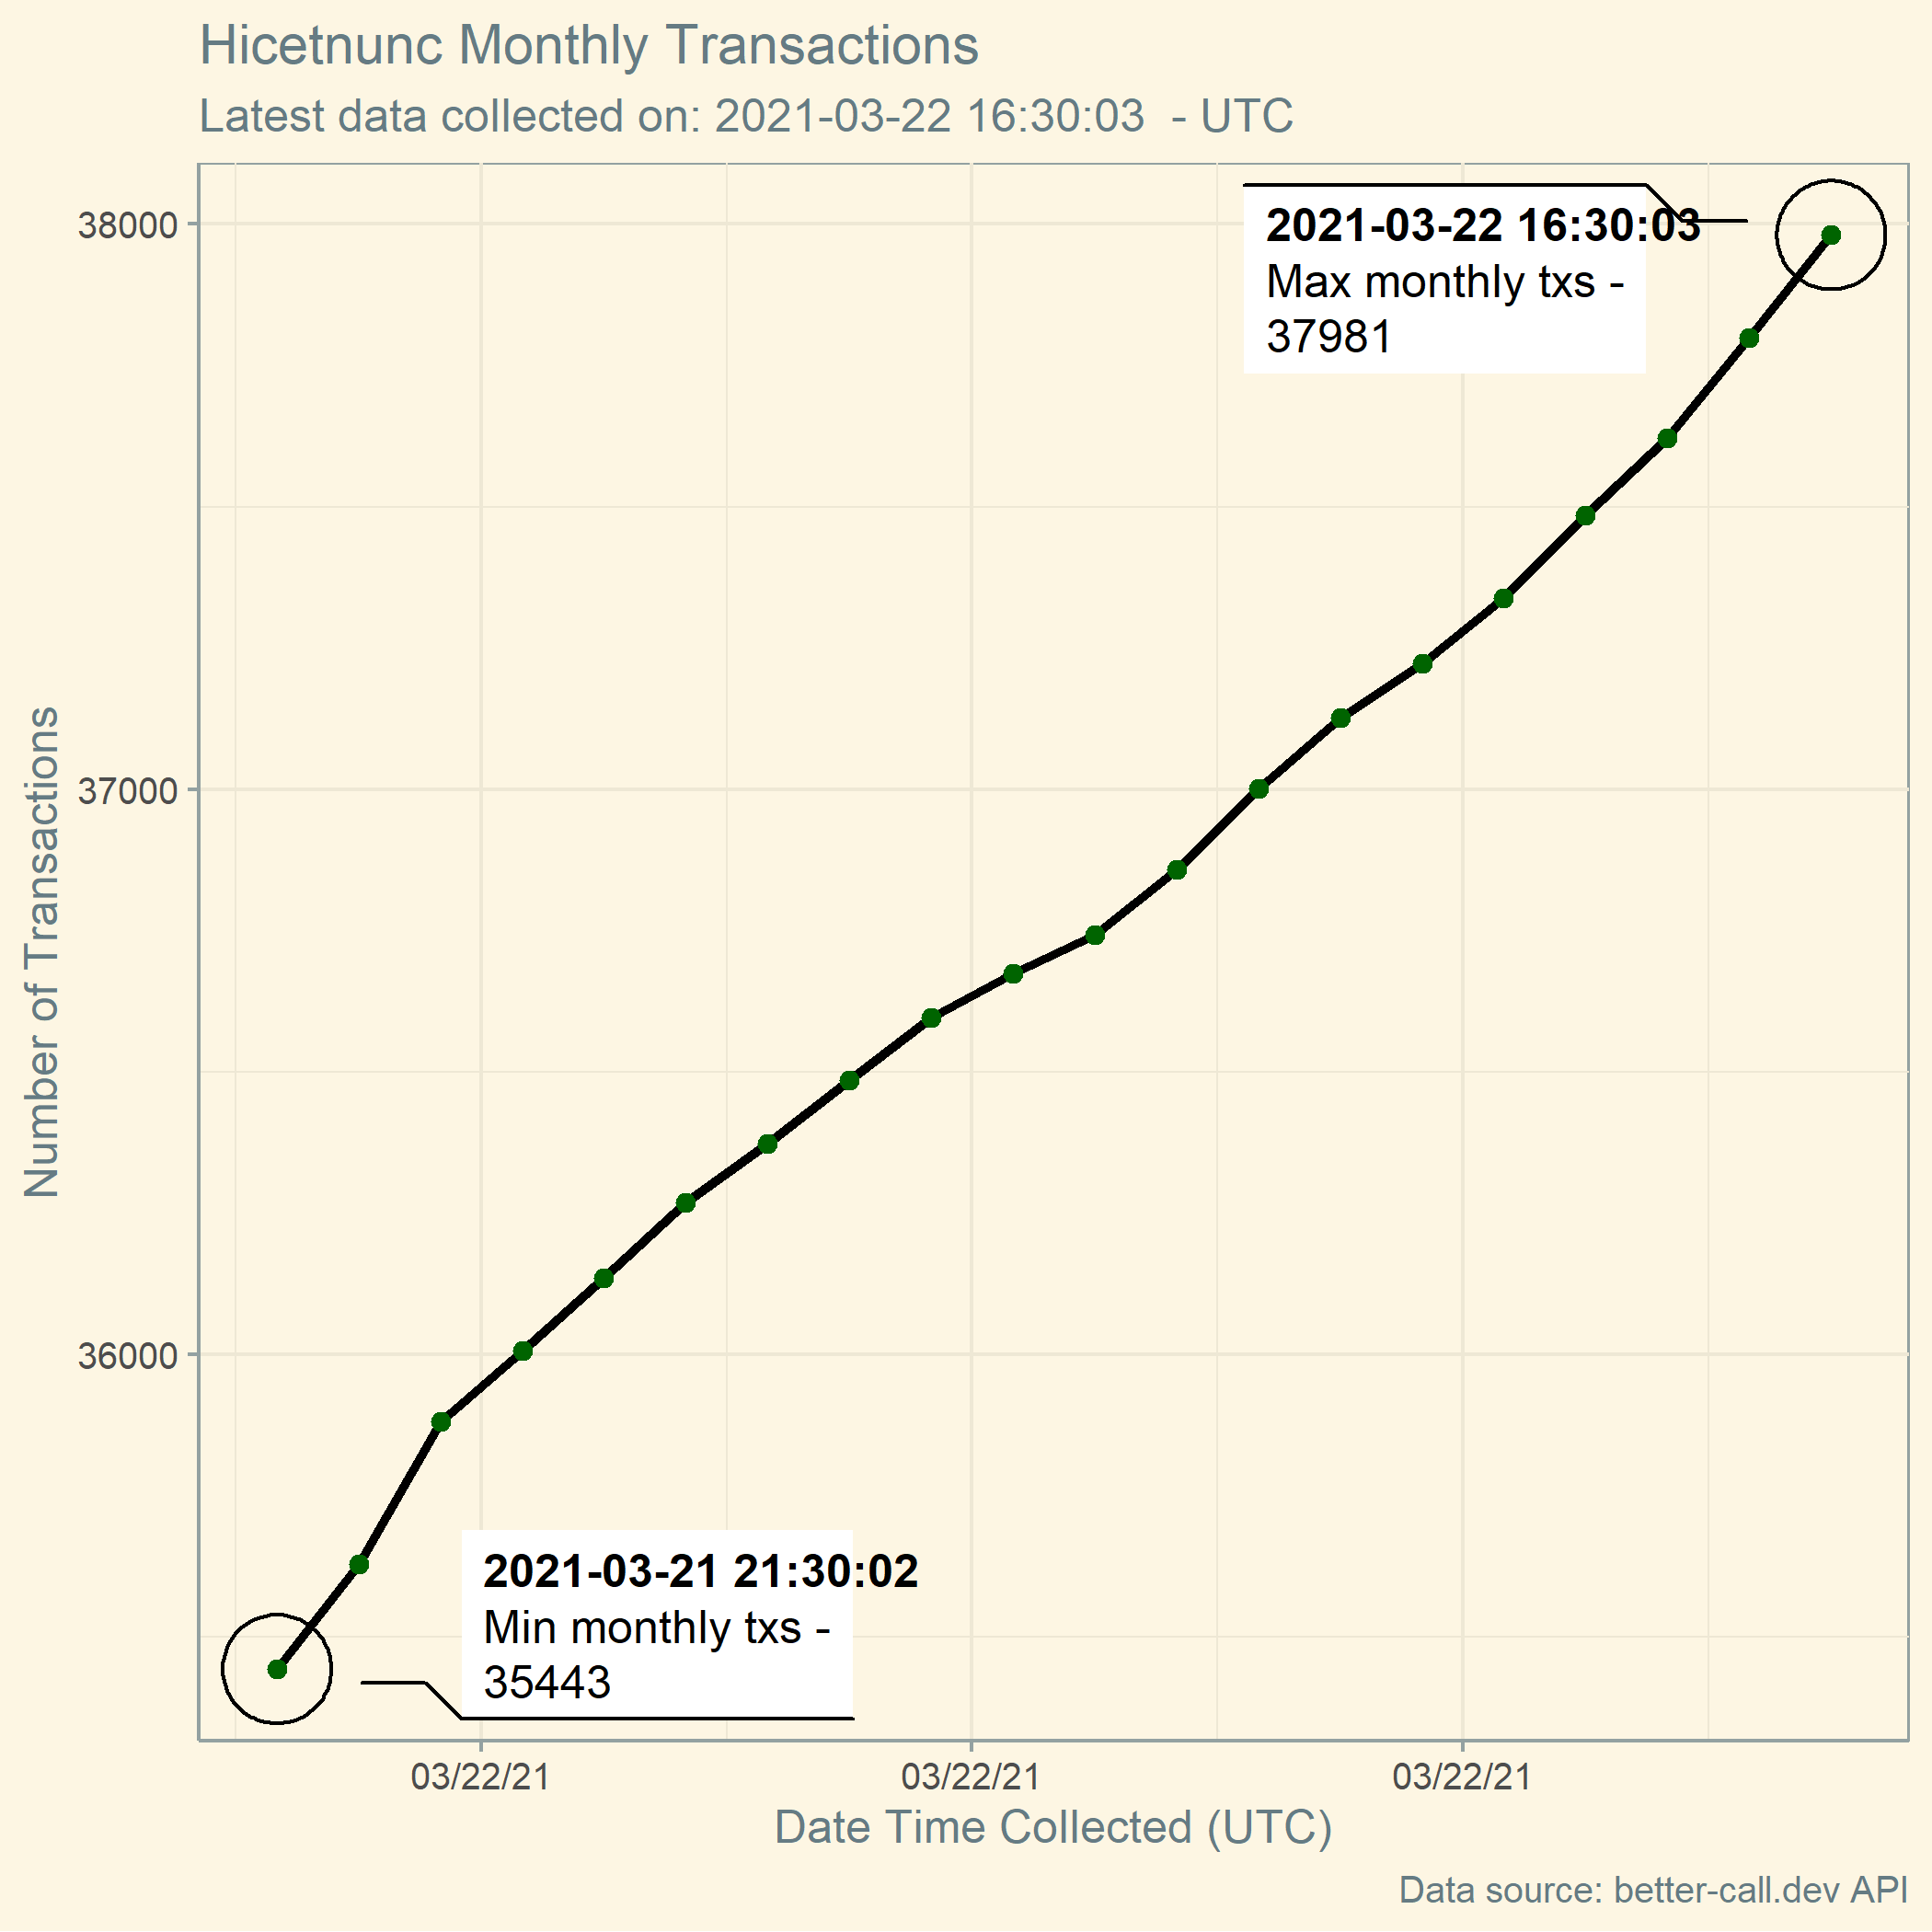 Hicetnunc Monthly Transactions
Latest data collected on: 2021-03-22 16:30:03  - UTC
38000
37000
36000
Number of Transactions
2021-03-22 16:30:03
Max monthly txs -
37981
2021-03-21 21:30:02
Min monthly txs -
35443
03/22/21
03/22/21
03/22/21
Date Time Collected (UTC)
Data source: better-call.dev API